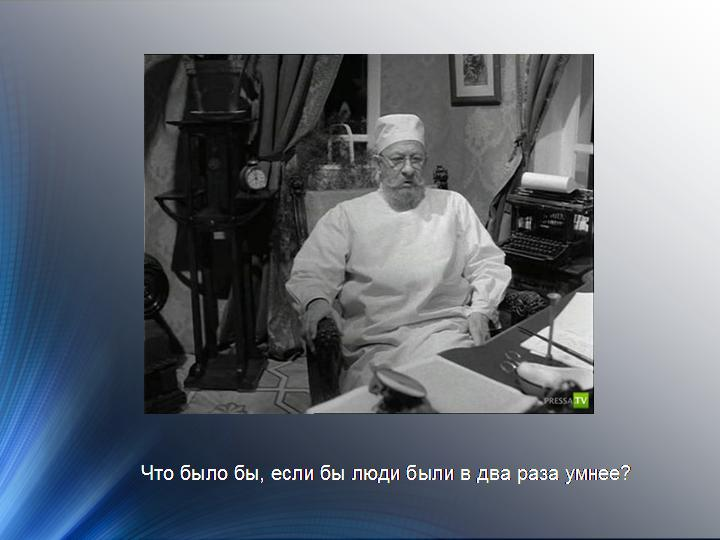 PRESSA TV
Что было бы, если бы люди были в два раза умнее?